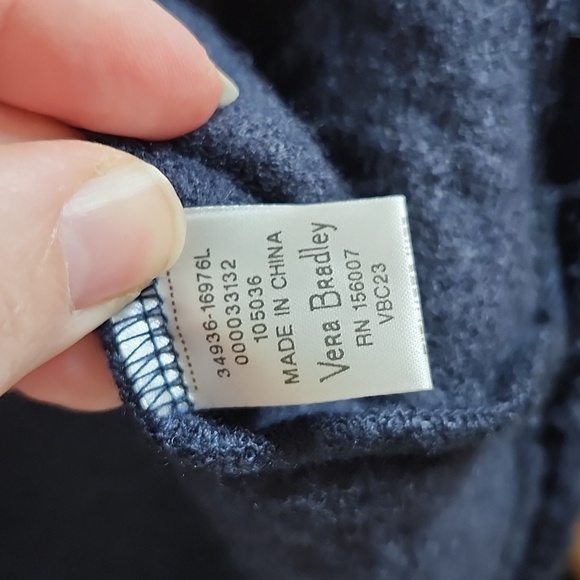 Vera Bradley
RN 156007
VBC23
MADE IN CHINA
105036
000033132
34936-16976L